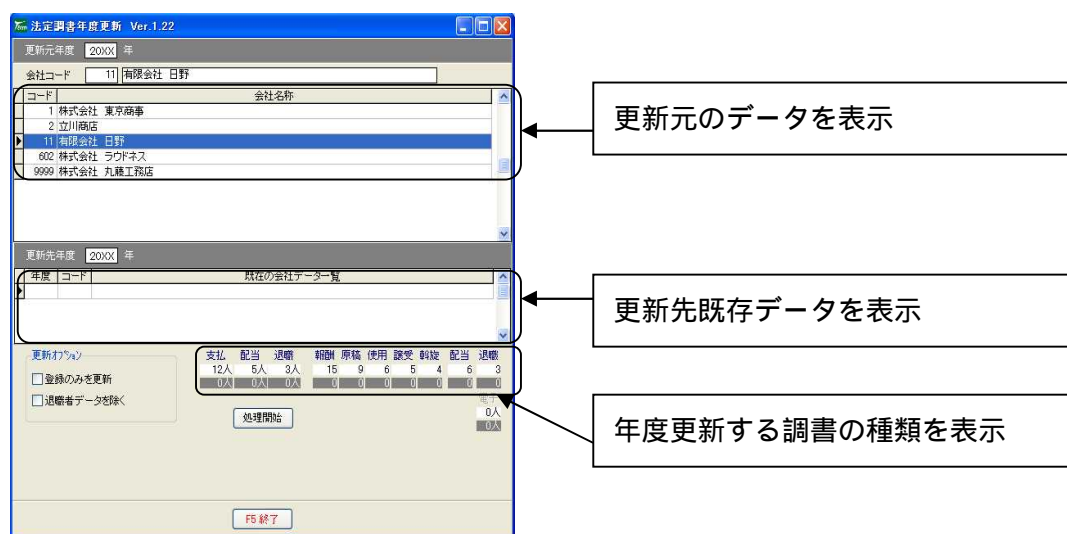 法定調書年度更新 Ver.1.22
更新元年度 20XX 年
会社コード 11 有限会社 日野
コード 会社名称
1 株式会社 東京商事
2 立川商店
11 有限会社 日野
602 株式会社 ラウドネス
9999 株式会社 丸藤工務店
更新元のデータを表示
更新先年度 20XX 年
年度 コード 既在の会社データ一覧
更新先既存データを表示
更新オプション
登録のみを更新
退職者データを除く
支払 配当 退職 報酬 原稿 使用 譲受 斡旋 配当 退職
12人 5人 3人 15 9 6 5 4 6 3
0人 0人 0人 0 0 0 0 0 0 0
電子
0人
0人
処理開始
年度更新する調書の種類を表示
F5 終了